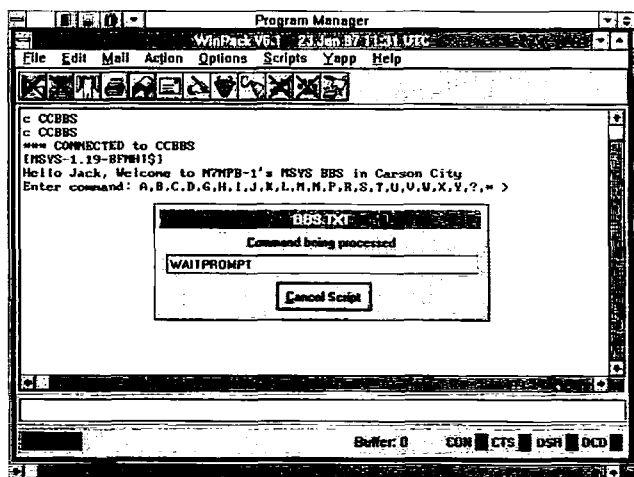 Program Manager
WinPack V6.1 23 Jan 97 11:31 UTC
File Edit Mail Action Options Scripts Yapp Help
c CCBBS
c CCBBS
*** CONNECTED to CCBBS
[MSYS-1.19-BFMHI$]
Hello Jack, Welcome to N7MPB-1's MSYS BBS in Carson City
Enter command: A,B,C,D,G,H,I,J,K,L,M,N,P,R,S,T,U,V,W,X,Y,?,* >
BBS.TXT
Command being processed
WAITPROMPT
Cancel Script
Buffer: 0 CON CTS DSR DCD